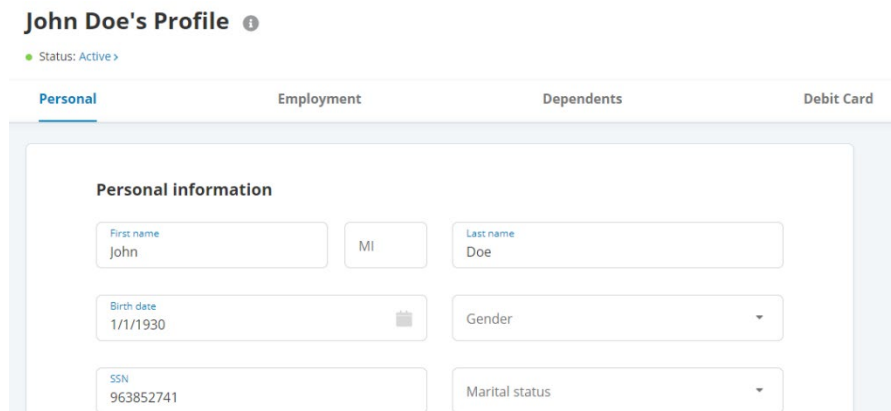 John Doe's Profile
Status: Active
Personal Employment Dependents Debit Card
Personal information
First name
John
MI
Last name
Doe
Birth date
1/1/1930
Gender
SSN
963852741
Marital status